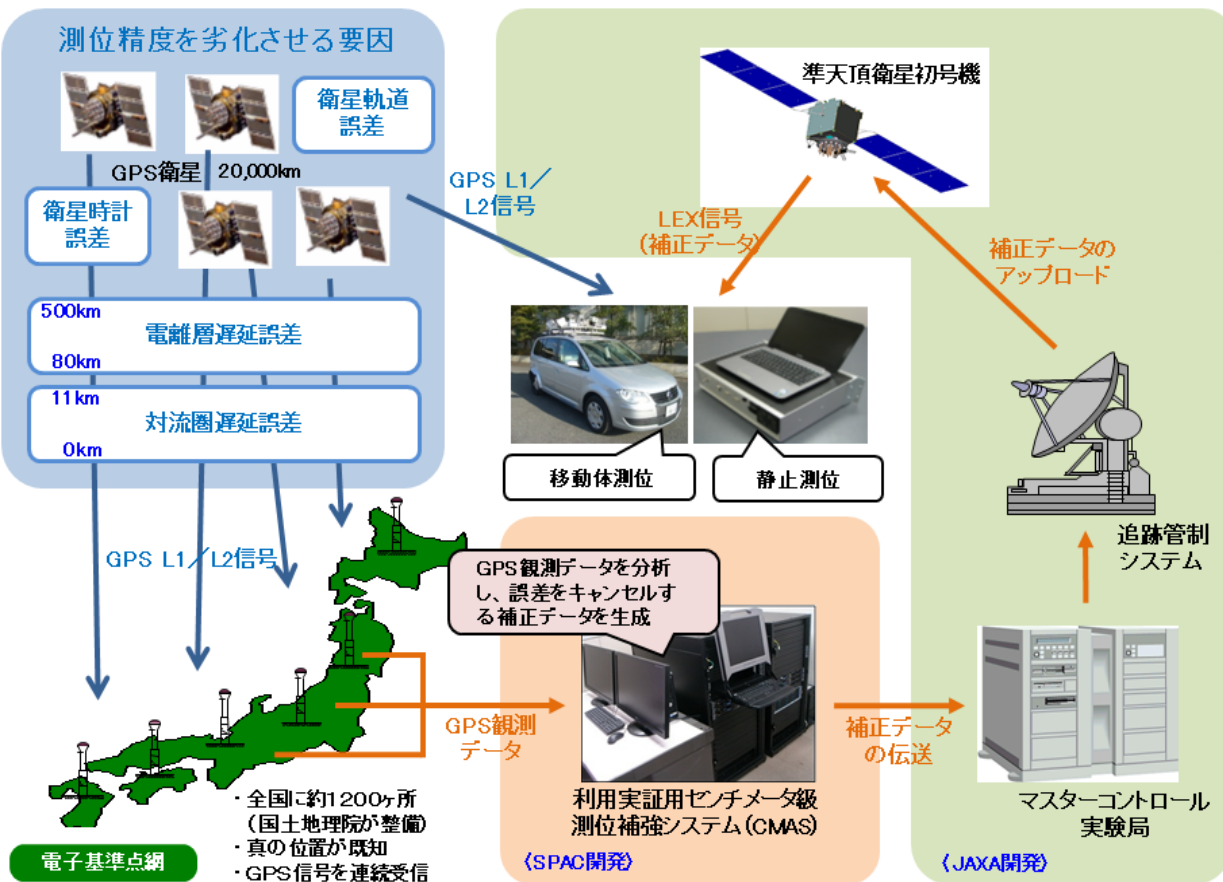 測位精度を劣化させる要因
衛星軌道
誤差
GPS衛星 20,000km
衛星時計
誤差
500km
電離層遅延誤差
80km
11km
対流圏遅延誤差
0km
GPS L1／
L2信号
準天頂衛星初号機
LEX信号
(補正データ)
補正データの
アップロード
移動体測位
静止測位
追跡管制
システム
GPS L1／L2信号
GPS観測データを分析
し、誤差をキャンセルす
る補正データを生成
GPS観測
データ
補正データ
の伝送
利用実証用センチメータ級
測位補強システム(CMAS)
マスターコントロール
実験局
・全国に約1200ヶ所
(国土地理院が整備)
・真の位置が既知
・GPS信号を連続受信
電子基準点網
《SPAC開発》
《JAXA開発》